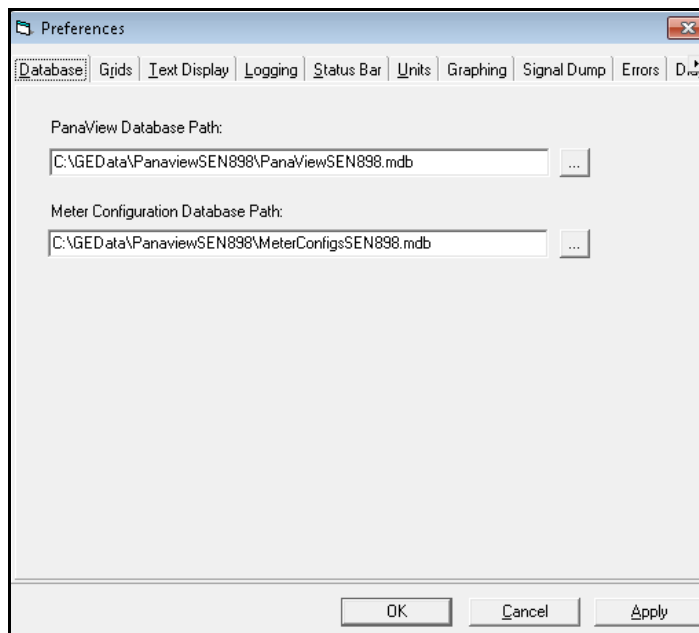 Preferences
Database Grids Text Display Logging Status Bar Units Graphing Signal Dump Errors
PanaView Database Path:
C:\GEData\PanaviewSEN898\PanaViewSEN898.mdb ...
Meter Configuration Database Path:
C:\GEData\PanaviewSEN898\MeterConfigsSEN898.mdb ...
OK Cancel Apply